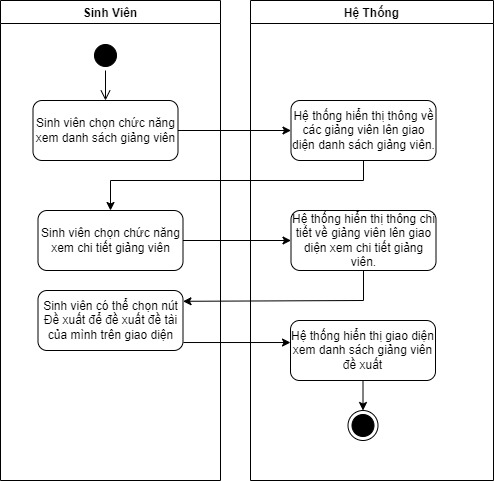 Sinh Viên
Hệ Thống
Sinh viên chọn chức năng
xem danh sách giảng viên
Hệ thống hiển thị thông về
các giảng viên lên giao
diện danh sách giảng viên.
Sinh viên chọn chức năng
xem chi tiết giảng viên
Hệ thống hiển thị thông chi
tiết về giảng viên lên giao
diện xem chi tiết giảng
viên.
Sinh viên có thể chọn nút
Đề xuất để đề xuất đề tài
của mình trên giao diện
Hệ thống hiển thị giao diện
xem danh sách giảng viên
đề xuất